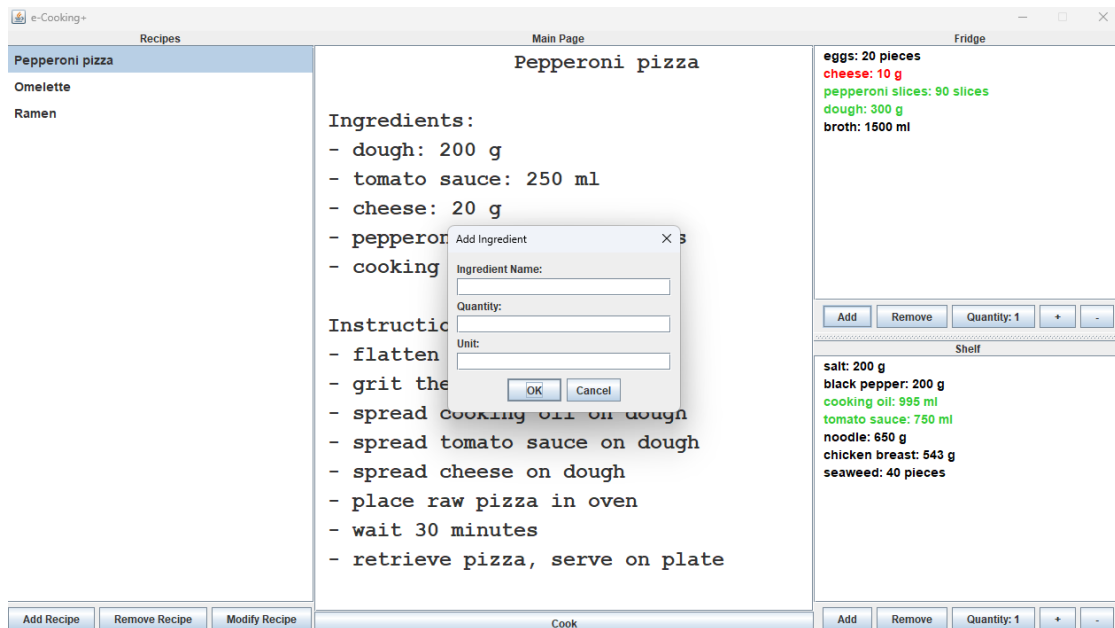 e-Cooking+
Recipes
Pepperoni pizza
Omelette
Ramen
Add Recipe
Remove Recipe
Modify Recipe
Main Page
Pepperoni pizza
Ingredients:
- dough: 200 g
- tomato sauce: 250 ml
- cheese: 20 g
- pepperon
- cooking
Instructio
- flatten
- grit the
- spread cooking oil on dough
- spread tomato sauce on dough
- spread cheese on dough
- place raw pizza in oven
- wait 30 minutes
- retrieve pizza, serve on plate
Cook
Add Ingredient
Ingredient Name:
Quantity:
Unit:
OK
Cancel
Fridge
eggs: 20 pieces
cheese: 10 g
pepperoni slices: 90 slices
dough: 300 g
broth: 1500 ml
Add
Remove
Quantity: 1
+
-
Shelf
salt: 200 g
black pepper: 200 g
cooking oil: 995 ml
tomato sauce: 750 ml
noodle: 650 g
chicken breast: 543 g
seaweed: 40 pieces
Add
Remove
Quantity: 1
+
-